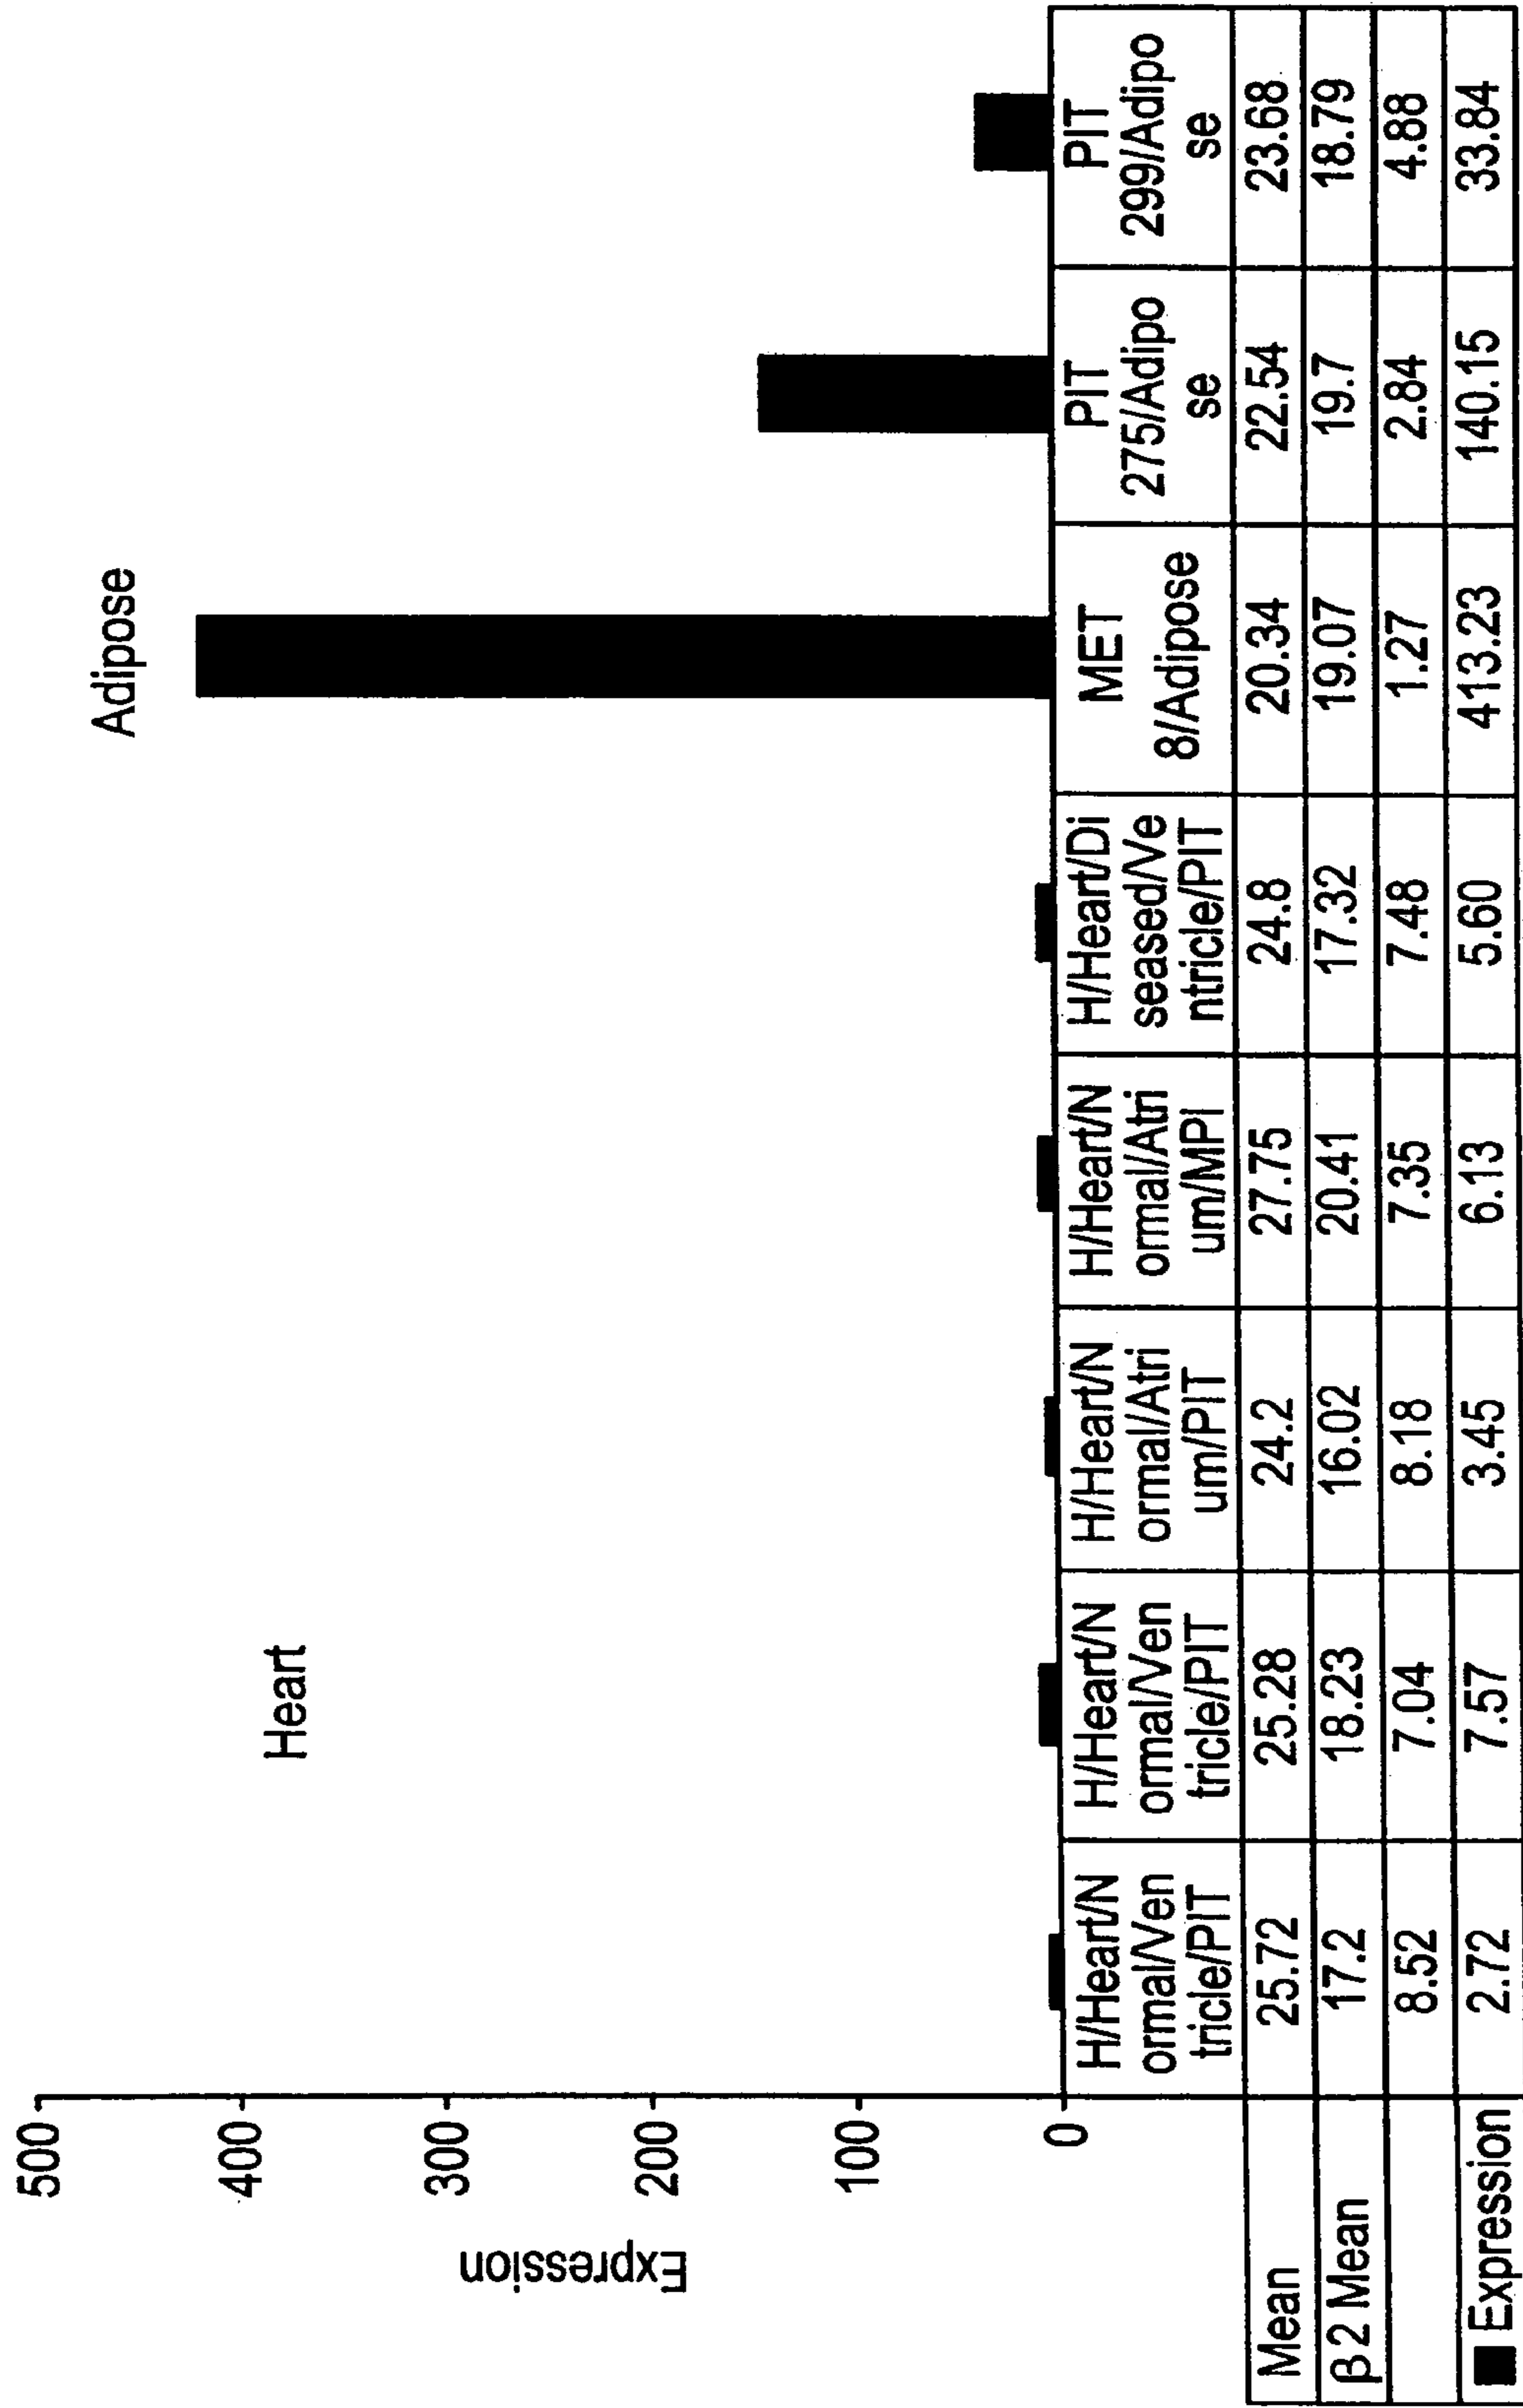 Heart
Adipose
Expression
500
400
300
200
100
0
H/Heart/N
ormal/Ven
tricle/PIT
H/Heart/N
ormal/Ven
tricle/PIT
H/Heart/N
ormal/Atri
um/PIT
H/Heart/N
ormal/Atri
um/MPI
H/Heart/Di
seased/Ve
ntricle/PIT
MET
8/Adipose
PIT
275/Adipo
se
PIT
299/Adipo
se
Mean 25.72 25.28 24.2 27.75 24.8 20.34 22.54 23.68
β 2 Mean 17.2 18.23 16.02 20.41 17.32 19.07 19.7 18.79
8.52 7.04 8.18 7.35 7.48 1.27 2.84 4.88
Expression 2.72 7.57 3.45 6.13 5.60 413.23 140.15 33.84